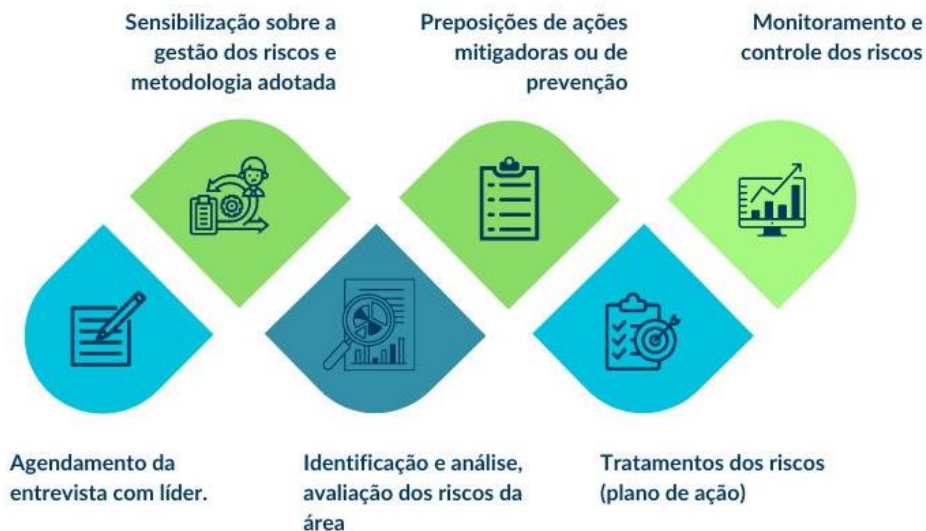 Sensibilização sobre a
gestão dos riscos e
metodologia adotada
Preposições de ações
mitigadoras ou de
prevenção
Monitoramento e
controle dos riscos
Agendamento da
entrevista com líder.
Identificação e análise,
avaliação dos riscos da
área
Tratamentos dos riscos
(plano de ação)